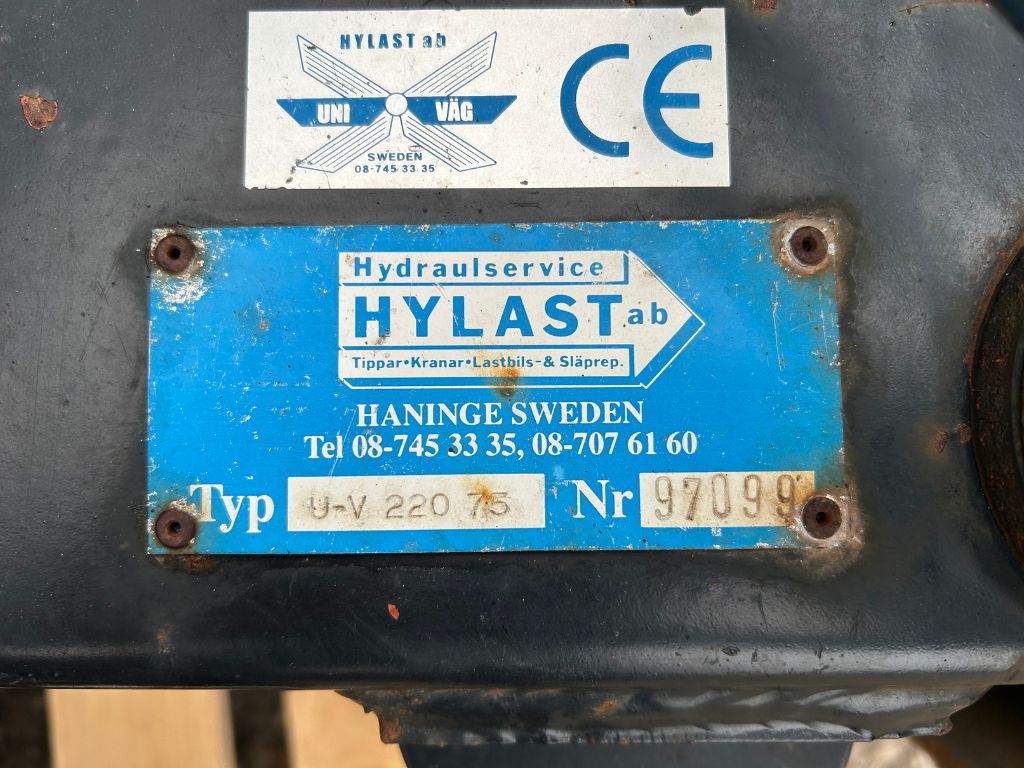 HYLAST ab
UNI VÄG
SWEDEN
08-745 33 35
CE
Hydraulservice
HYLAST ab
Tippar•Kranar•Lastbils-& Släprep.
HANINGE SWEDEN
Tel 08-745 33 35, 08-707 61 60
Typ U-V 220 75 Nr 97099